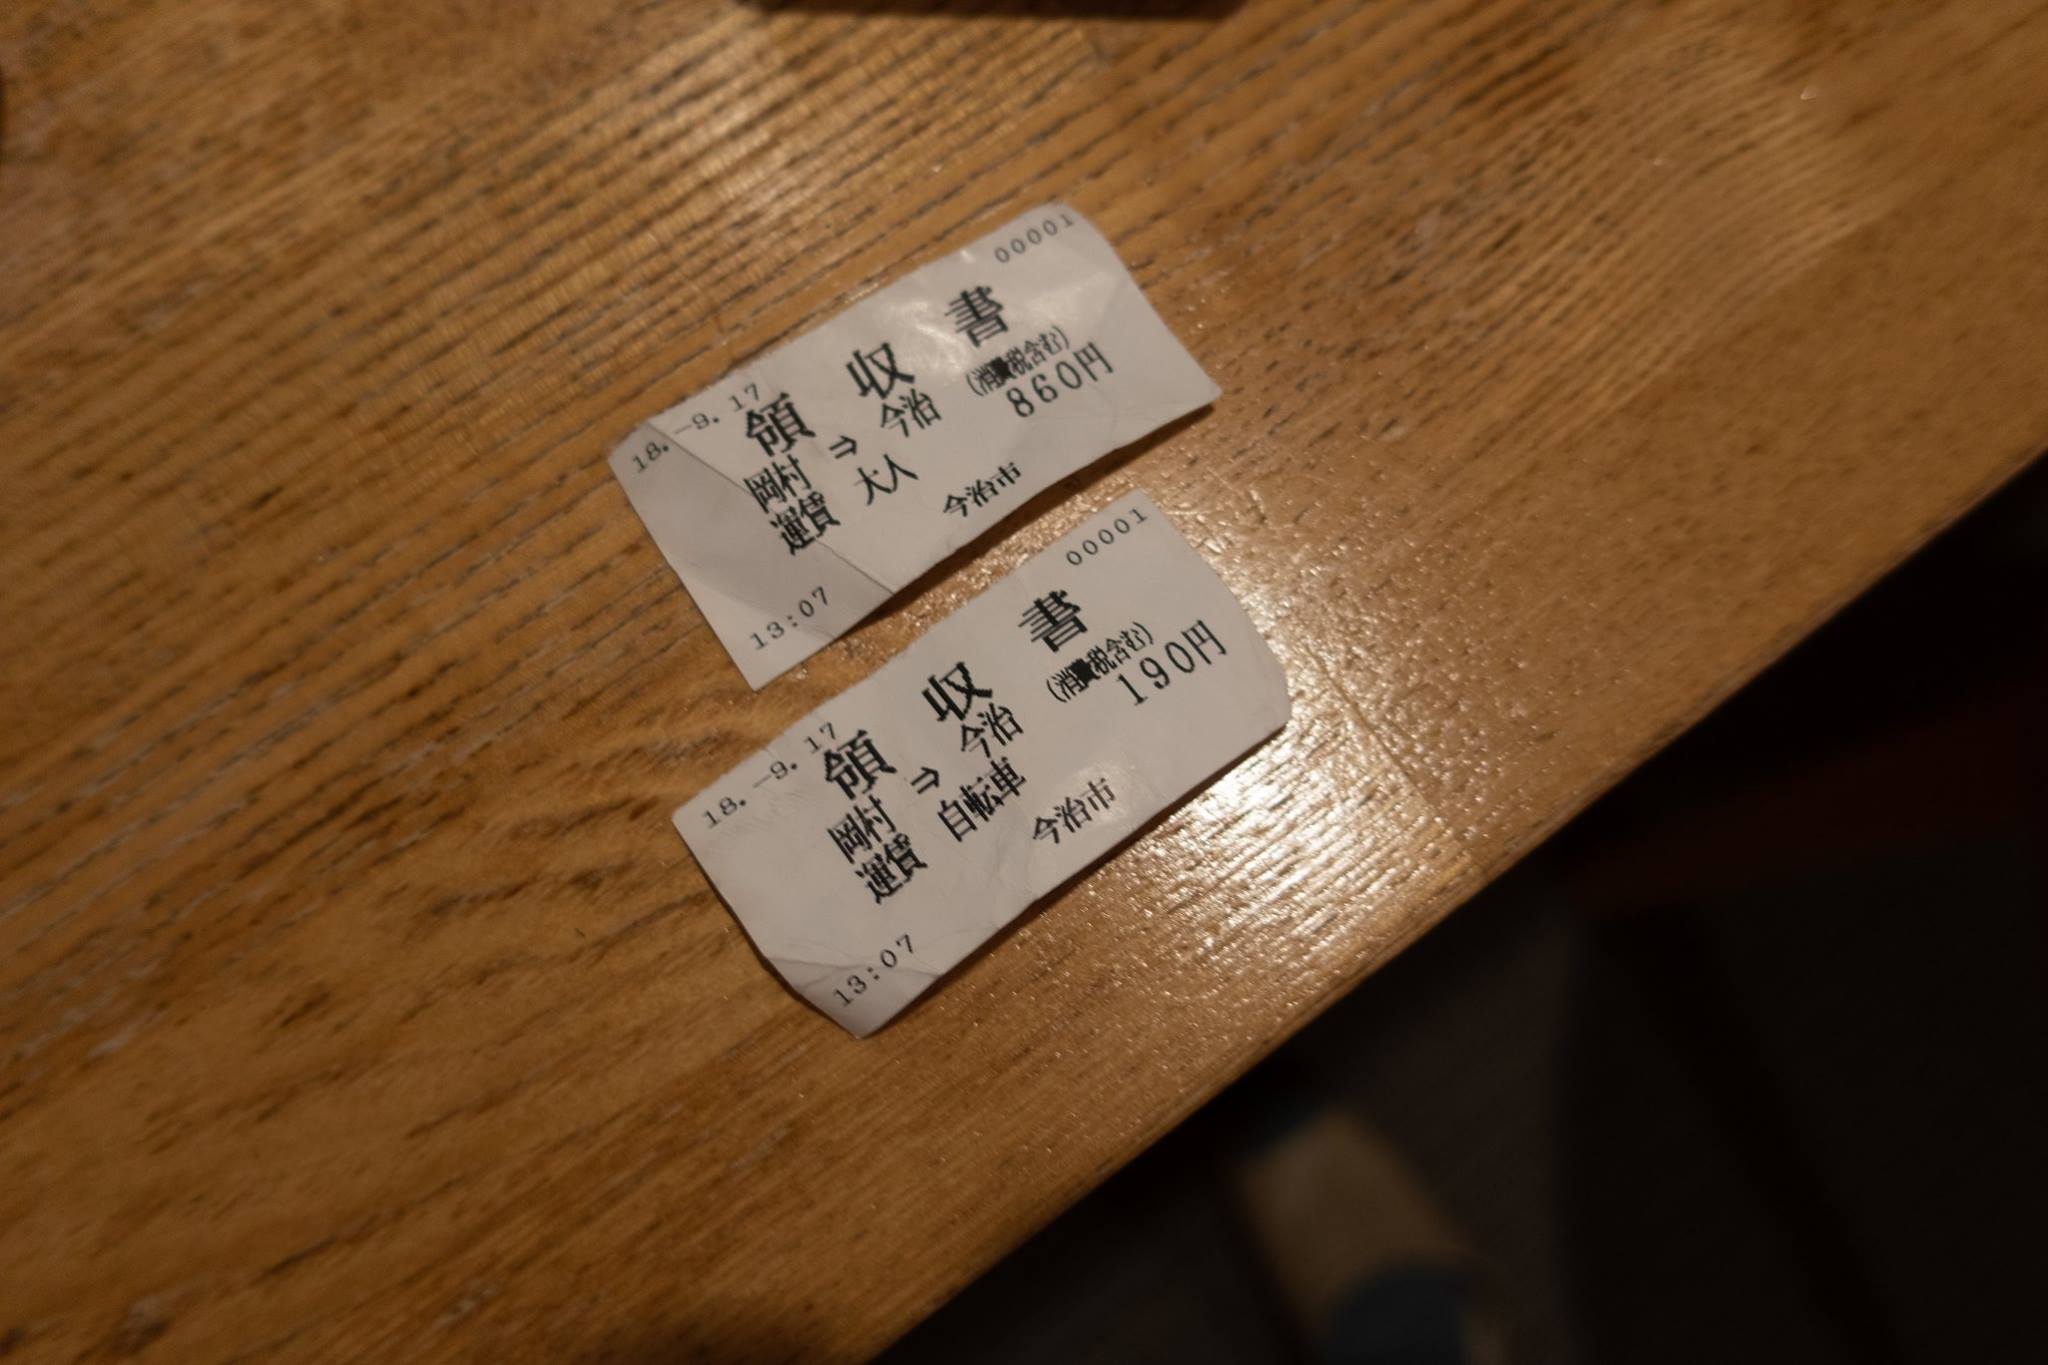 18.-9.17 00001
領収書
岡村⇒今治 (消費税含む)
運賃 大人 860円
13:07 今治市
18.-9.17 00001
領収書
岡村⇒今治 (消費税含む)
運賃 自転車 190円
13:07 今治市